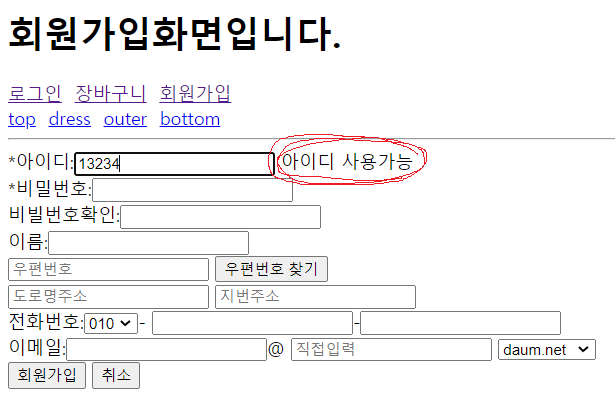 회원가입화면입니다.
로그인 장바구니 회원가입
top dress outer bottom
*아이디: 13234 아이디 사용가능
*비밀번호:
비빌번호확인:
이름:
우편번호 우편번호 찾기
도로명주소 지번주소
전화번호: 010 - -
이메일: @ 직접입력 daum.net
회원가입 취소